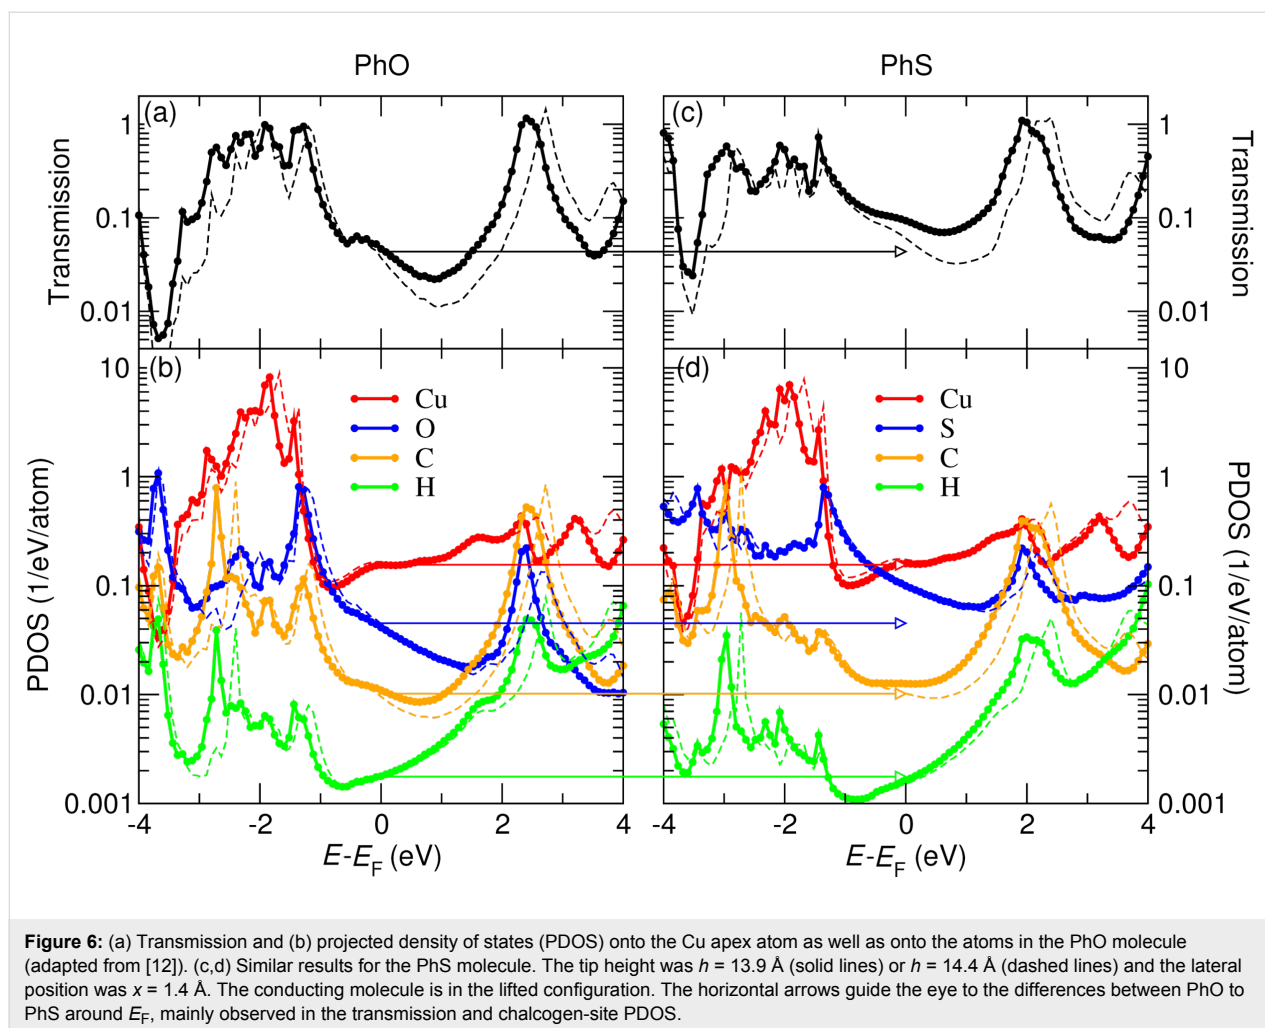 PhO
PhS
(a)
(c)
1
0.1
0.01
Transmission
1
0.1
0.01
Transmission
(b)
(d)
10
1
0.1
0.01
0.001
PDOS (1/eV/atom)
Cu
O
C
H
Cu
S
C
H
10
1
0.1
0.01
0.001
PDOS (1/eV/atom)
-4 -2 0 2 4
-4 -2 0 2 4
E-EF (eV)
E-EF (eV)
Figure 6: (a) Transmission and (b) projected density of states (PDOS) onto the Cu apex atom as well as onto the atoms in the PhO molecule
(adapted from [12]). (c,d) Similar results for the PhS molecule. The tip height was h = 13.9 Å (solid lines) or h = 14.4 Å (dashed lines) and the lateral
position was x = 1.4 Å. The conducting molecule is in the lifted configuration. The horizontal arrows guide the eye to the differences between PhO to
PhS around EF, mainly observed in the transmission and chalcogen-site PDOS.